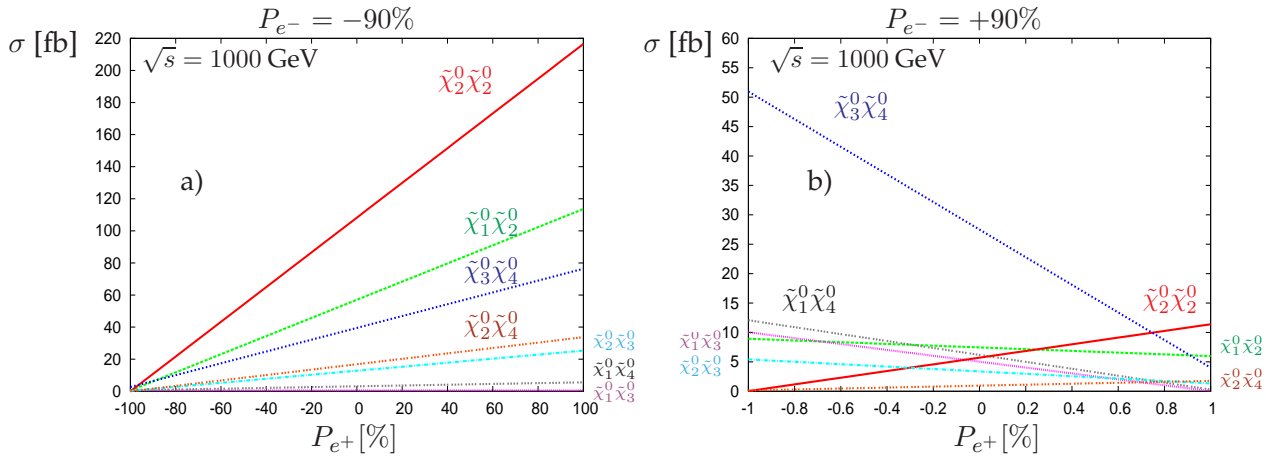 P_{e^-} = −90%
σ [fb]
√s = 1000 GeV
220
200
180
160
140
120
100
80
60
40
20
0
a)
χ̃⁰₂χ̃⁰₂
χ̃⁰₁χ̃⁰₂
χ̃⁰₃χ̃⁰₄
χ̃⁰₂χ̃⁰₄
χ̃⁰₂χ̃⁰₃
χ̃⁰₁χ̃⁰₄
χ̃⁰₁χ̃⁰₃
-100 -80 -60 -40 -20 0 20 40 60 80 100
P_{e^+} [%]
P_{e^-} = +90%
σ [fb]
√s = 1000 GeV
60
55
50
45
40
35
30
25
20
15
10
5
0
χ̃⁰₃χ̃⁰₄
b)
χ̃⁰₁χ̃⁰₄
χ̃⁰₂χ̃⁰₂
χ̃⁰₁χ̃⁰₃
χ̃⁰₂χ̃⁰₃
χ̃⁰₁χ̃⁰₂
χ̃⁰₂χ̃⁰₄
-1 -0.8 -0.6 -0.4 -0.2 0 0.2 0.4 0.6 0.8 1
P_{e^+} [%]